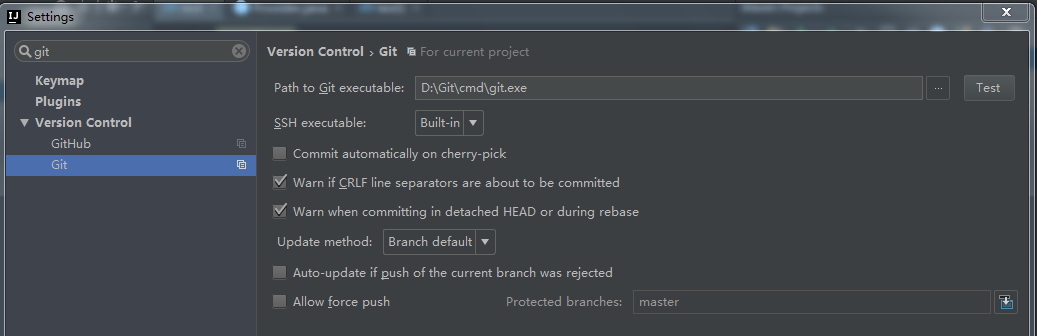 Settings
git
Keymap
Plugins
Version Control
GitHub
Git
Version Control › Git For current project
Path to Git executable: D:\Git\cmd\git.exe ... Test
SSH executable: Built-in
Commit automatically on cherry-pick
Warn if CRLF line separators are about to be committed
Warn when committing in detached HEAD or during rebase
Update method: Branch default
Auto-update if push of the current branch was rejected
Allow force push Protected branches: master